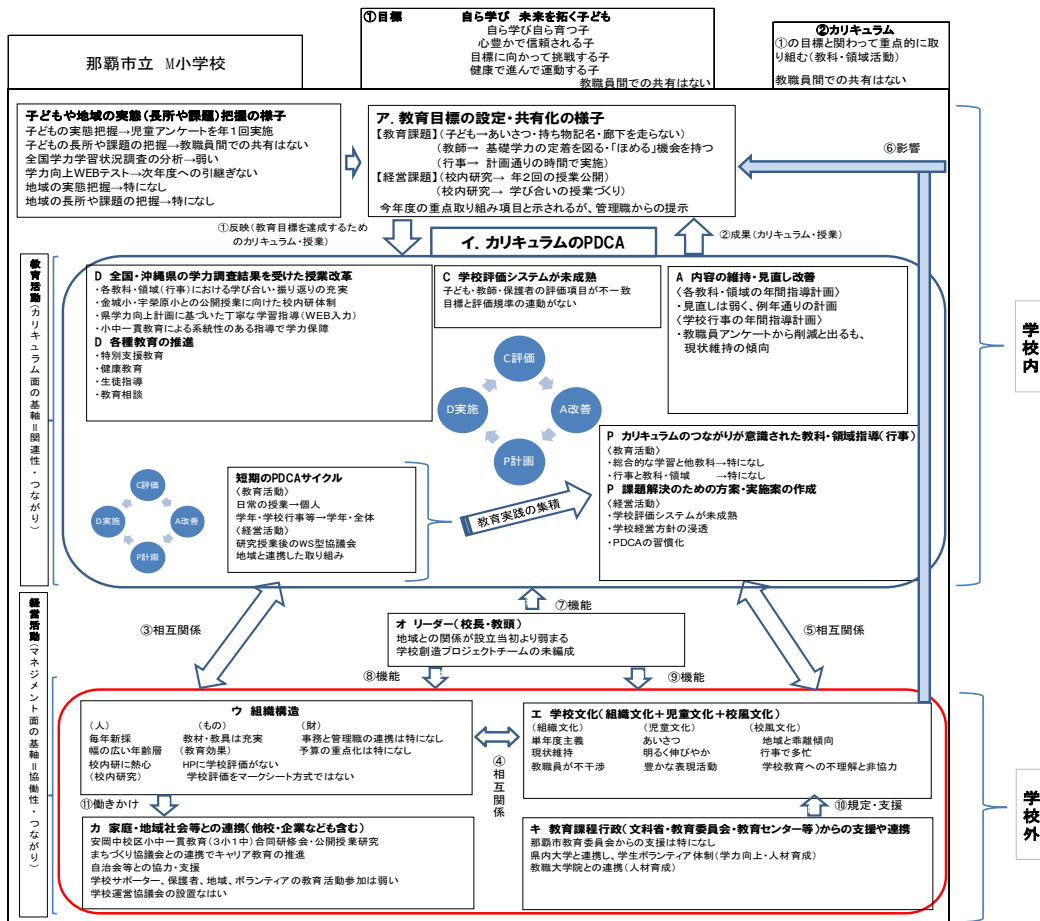 ①目標　自ら学び 未来を拓く子ども
自ら学び自ら育つ子
心豊かで信頼される子
目標に向かって挑戦する子
健康で進んで運動する子
教職員間での共有はない
②カリキュラム
①の目標と関わって重点的に取
り組む(教科・領域活動)
教職員間での共有はない
那覇市立 M小学校
子どもや地域の実態(長所や課題)把握の様子
子どもの実態把握→児童アンケートを年1回実施
子どもの長所や課題の把握→教職員間での共有はない
全国学力学習状況調査の分析→弱い
学力向上WEBテスト→次年度への引継ぎない
地域の実態把握→特になし
地域の長所や課題の把握→特になし
ア. 教育目標の設定・共有化の様子
【教育課題】(子ども→あいさつ・持ち物記名・廊下を走らない)
(教師→ 基礎学力の定着を図る・「ほめる」機会を持つ
(行事→ 計画通りの時間で実施)
【経営課題】(校内研究→ 年2回の授業公開)
(校内研究→ 学び合いの授業づくり)
今年度の重点取り組み項目と示されるが、管理職からの提示
⑥影響
①反映(教育目標を達成するため
のカリキュラム・授業)
②成果(カリキュラム・授業)
イ. カリキュラムのPDCA
教育活動(カリキュラム面の基軸=関連性・つながり)
D 全国・沖縄県の学力調査結果を受けた授業改革
・各教科・領域(行事)における学び合い・振り返りの充実
・金城小・宇栄原小との公開授業に向けた校内研体制
・県学力向上計画に基づいた丁寧な学習指導(WEB入力)
・小中一貫教育による系統性のある指導で学力保障
D 各種教育の推進
・特別支援教育
・健康教育
・生徒指導
・教育相談
C 学校評価システムが未成熟
子ども・教師・保護者の評価項目が不一致
目標と評価規準の連動がない
A 内容の維持・見直し改善
〈各教科・領域の年間指導計画〉
・見直しは弱く、例年通りの計画
〈学校行事の年間指導計画〉
・教職員アンケートから削減と出るも、
現状維持の傾向
学校内
C評価
D実施
A改善
P計画
P カリキュラムのつながりが意識された教科・領域指導(行事)
〈教育活動〉
・総合的な学習と他教科→特になし
・行事と教科・領域　→特になし
P 課題解決のための方案・実施案の作成
〈経営活動〉
・学校評価システムが未成熟
・学校経営方針の浸透
・PDCAの習慣化
C評価
D実施
A改善
P計画
短期のPDCAサイクル
〈教育活動〉
日常の授業→個人
学年・学校行事等→学年・全体
〈経営活動〉
研究授業後のWS型協議会
地域と連携した取り組み
教育実践の集積
経営活動(マネジメント面の基軸=協働性・つながり)
③相互関係
⑦機能
⑤相互関係
オ リーダー(校長・教頭)
地域との関係が設立当初より弱まる
学校創造プロジェクトチームの未編成
⑧機能
⑨機能
ウ 組織構造
(人)　(もの)　(財)
毎年新採　教材・教具は充実　事務と管理職の連携は特になし
幅の広い年齢層　(教育効果)　予算の重点化は特になし
校内研に熱心　HPに学校評価がない
(校内研究)　学校評価をマークシート方式ではない
④相互関係
エ 学校文化(組織文化+児童文化+校風文化)
(組織文化)　(児童文化)　(校風文化)
単年度主義　あいさつ　地域と乖離傾向
現状維持　明るく伸びやか　行事で多忙
教職員が不干渉　豊かな表現活動　学校教育への不理解と非協力
学校外
⑪働きかけ
⑩規定・支援
カ 家庭・地域社会等との連携(他校・企業なども含む)
安岡中校区小中一貫教育(3小1中)合同研修会・公開授業研究
まちづくり協議会との連携でキャリア教育の推進
自治会等との協力・支援
学校サポーター、保護者、地域、ボランティアの教育活動参加は弱い
学校運営協議会の設置なはい
キ 教育課程行政(文科省・教育委員会・教育センター等)からの支援や連携
那覇市教育委員会からの支援は特になし
県内大学と連携し、学生ボランティア体制(学力向上・人材育成)
教職大学院との連携(人材育成)